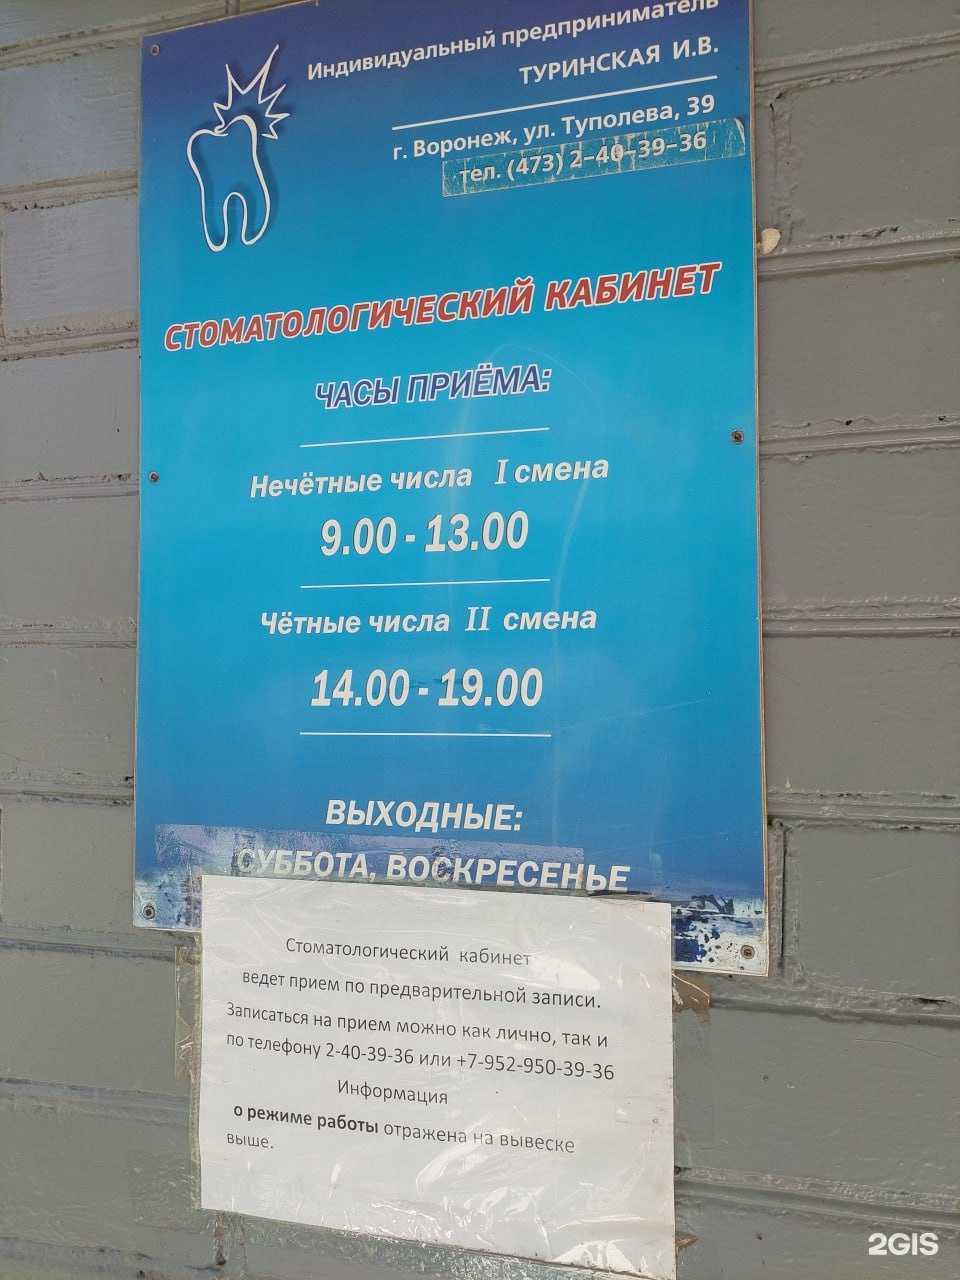 Индивидуальный предприниматель
ТУРИНСКАЯ И.В.
г. Воронеж, ул. Туполева, 39
тел. (473) 2-40-39-36
СТОМАТОЛОГИЧЕСКИЙ КАБИНЕТ
ЧАСЫ ПРИЁМА:
Нечётные числа I смена
9.00 - 13.00
Чётные числа II смена
14.00 - 19.00
ВЫХОДНЫЕ:
СУББОТА, ВОСКРЕСЕНЬЕ
Стоматологический кабинет
ведет прием по предварительной записи.
Записаться на прием можно как лично, так и
по телефону 2-40-39-36 или +7-952-950-39-36
Информация
о режиме работы отражена на вывеске
выше.
2GIS